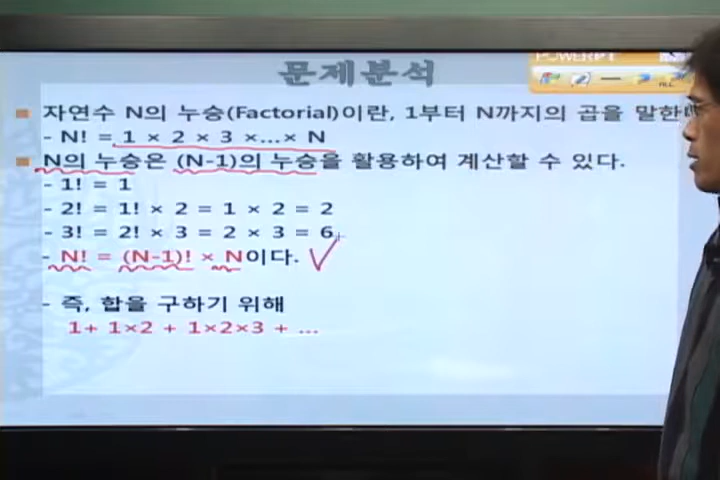 문제분석
자연수 N의 누승(Factorial)이란, 1부터 N까지의 곱을 말한
- N! = 1 × 2 × 3 ×...× N
N의 누승은 (N-1)의 누승을 활용하여 계산할 수 있다.
- 1! = 1
- 2! = 1! × 2 = 1 × 2 = 2
- 3! = 2! × 3 = 2 × 3 = 6
- N! = (N-1)! × N이다.
- 즉, 합을 구하기 위해
1+ 1×2 + 1×2×3 + ...